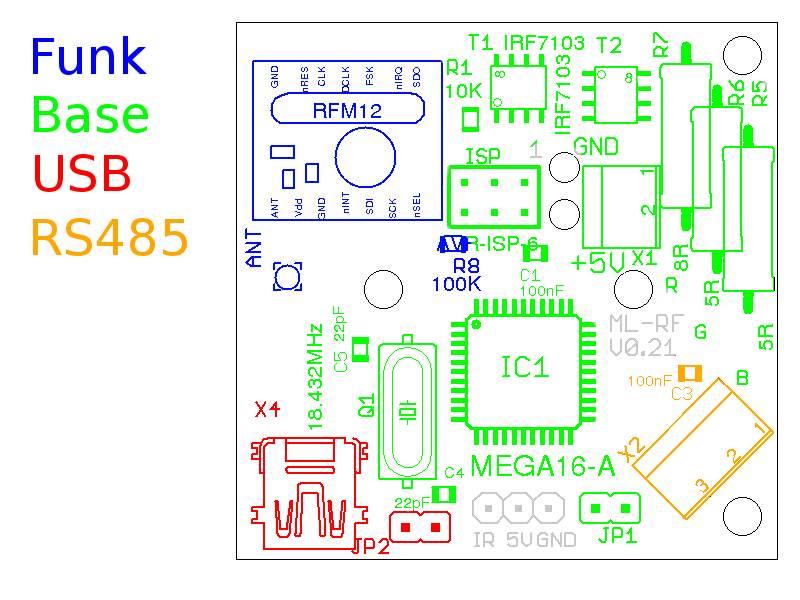 Funk
Base
USB
RS485
T1 IRF7103 T2
R7
GND nRES CLK DCLK FSK nIRQ SDO
RFM12
ANT Vdd GND nINT SDI SCK nSEL
R1
10K
8
IRF7103
8
R6
R5
ISP
1
GND
1
2
AVR-ISP-6
ANT
R8
100K
C1
100nF
+5V X1
8R
R
5R
5R
ML-RF
V0.21
G
B
18.432MHz
C5 22pF
Q1
IC1
MEGA16-A
100nF
C3
X2
1
2
3
X4
C4
22pF
JP2
IR 5V GND
JP1